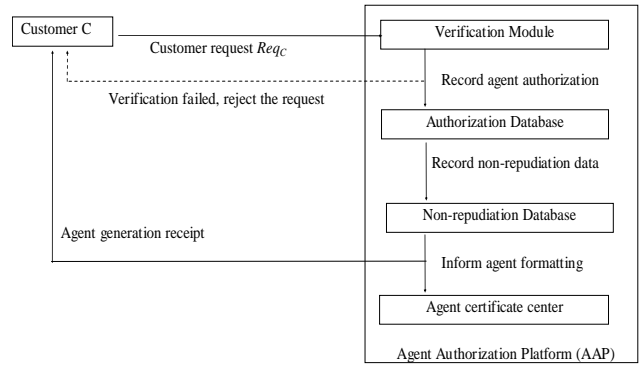 Customer C
Verification Module
Customer request Req_C
Record agent authorization
Verification failed, reject the request
Authorization Database
Record non-repudiation data
Non-repudiation Database
Agent generation receipt
Inform agent formatting
Agent certificate center
Agent Authorization Platform (AAP)